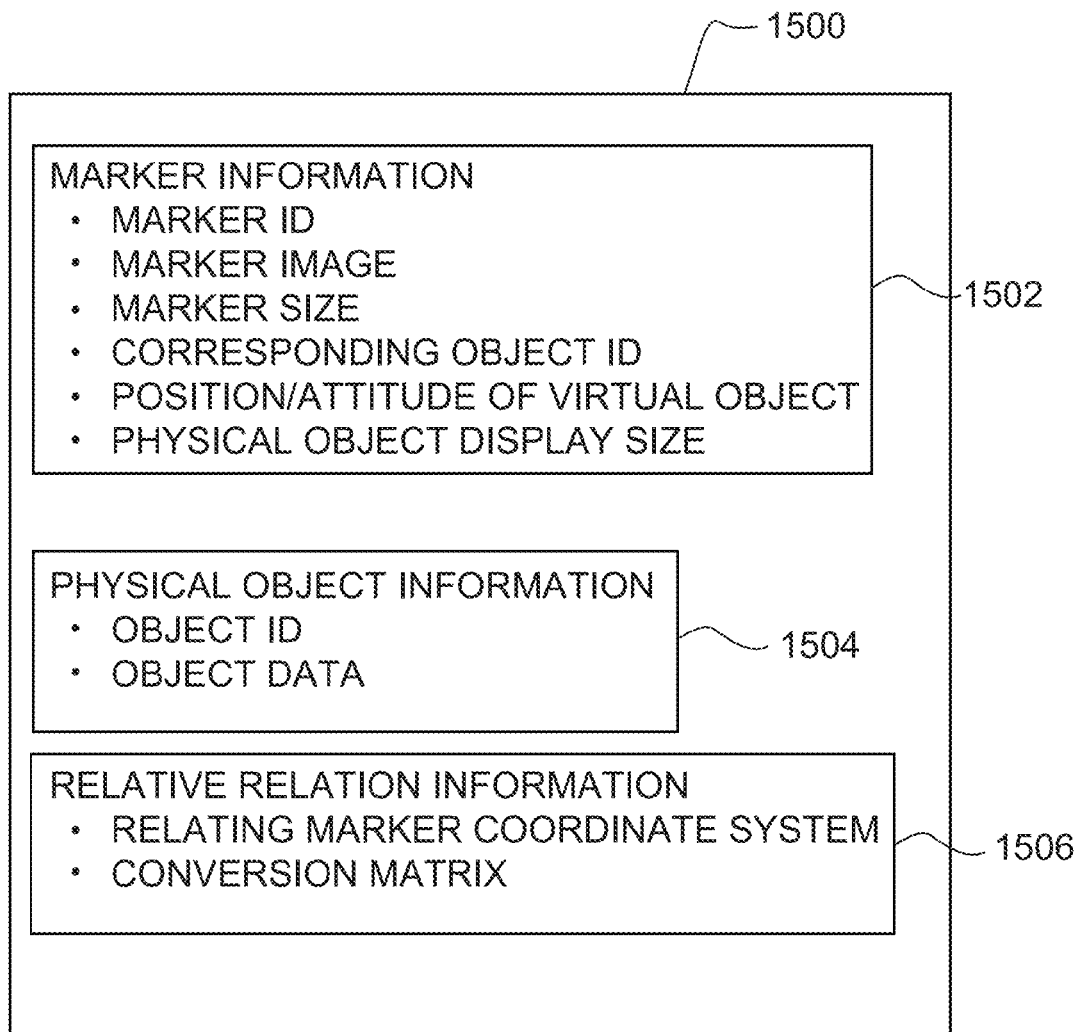 1500
MARKER INFORMATION
· MARKER ID
· MARKER IMAGE
· MARKER SIZE
· CORRESPONDING OBJECT ID
· POSITION/ATTITUDE OF VIRTUAL OBJECT
· PHYSICAL OBJECT DISPLAY SIZE
1502
PHYSICAL OBJECT INFORMATION
· OBJECT ID
· OBJECT DATA
1504
RELATIVE RELATION INFORMATION
· RELATING MARKER COORDINATE SYSTEM
· CONVERSION MATRIX
1506